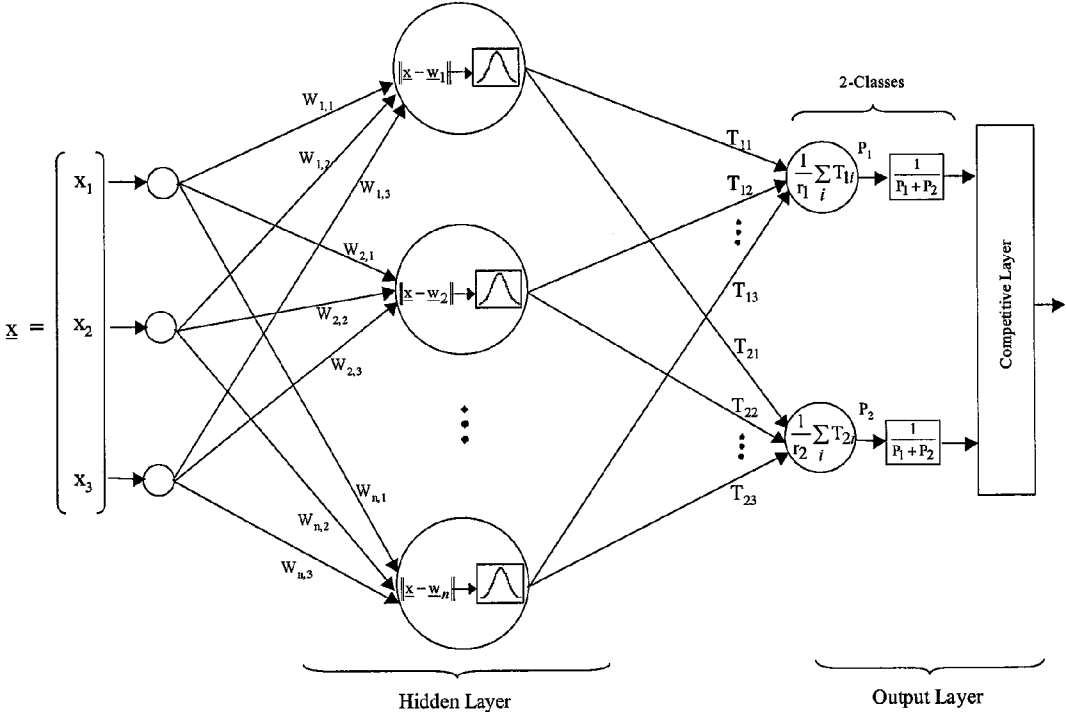 ‖x − w₁‖
2-Classes
W₁,₁
T₁₁
P₁
x₁
W₁,₂
W₁,₃
T₁₂
1/r₁ ∑ᵢ T₁ᵢ
1/(P₁ + P₂)
W₂,₁
‖x − w₂‖
T₁₃
x = 
x₂
W₂,₂
W₂,₃
T₂₁
Competitive Layer
T₂₂
P₂
1/r₂ ∑ᵢ T₂ᵢ
1/(P₁ + P₂)
x₃
Wₙ,₁
T₂₃
Wₙ,₂
Wₙ,₃
‖x − wₙ‖
Hidden Layer
Output Layer